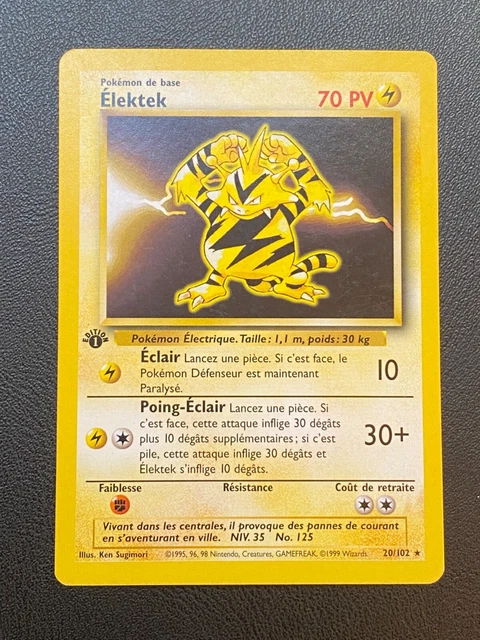 Pokémon de base
Élektek 70 PV
EDITION
1
Pokémon Électrique. Taille: 1,1 m, poids: 30 kg
Éclair Lancez une pièce. Si c'est face, le
Pokémon Défenseur est maintenant
Paralysé.
10
Poing-Éclair Lancez une pièce. Si
c'est face, cette attaque inflige 30 dégâts
plus 10 dégâts supplémentaires; si c'est
pile, cette attaque inflige 30 dégâts et
Élektek s'inflige 10 dégâts.
30+
Faiblesse Résistance Coût de retraite
Vivant dans les centrales, il provoque des pannes de courant
en s'aventurant en ville. NIV. 35 No. 125
Illus. Ken Sugimori ©1995, 96, 98 Nintendo, Creatures, GAMEFREAK. ©1999 Wizards. 20/102 ★